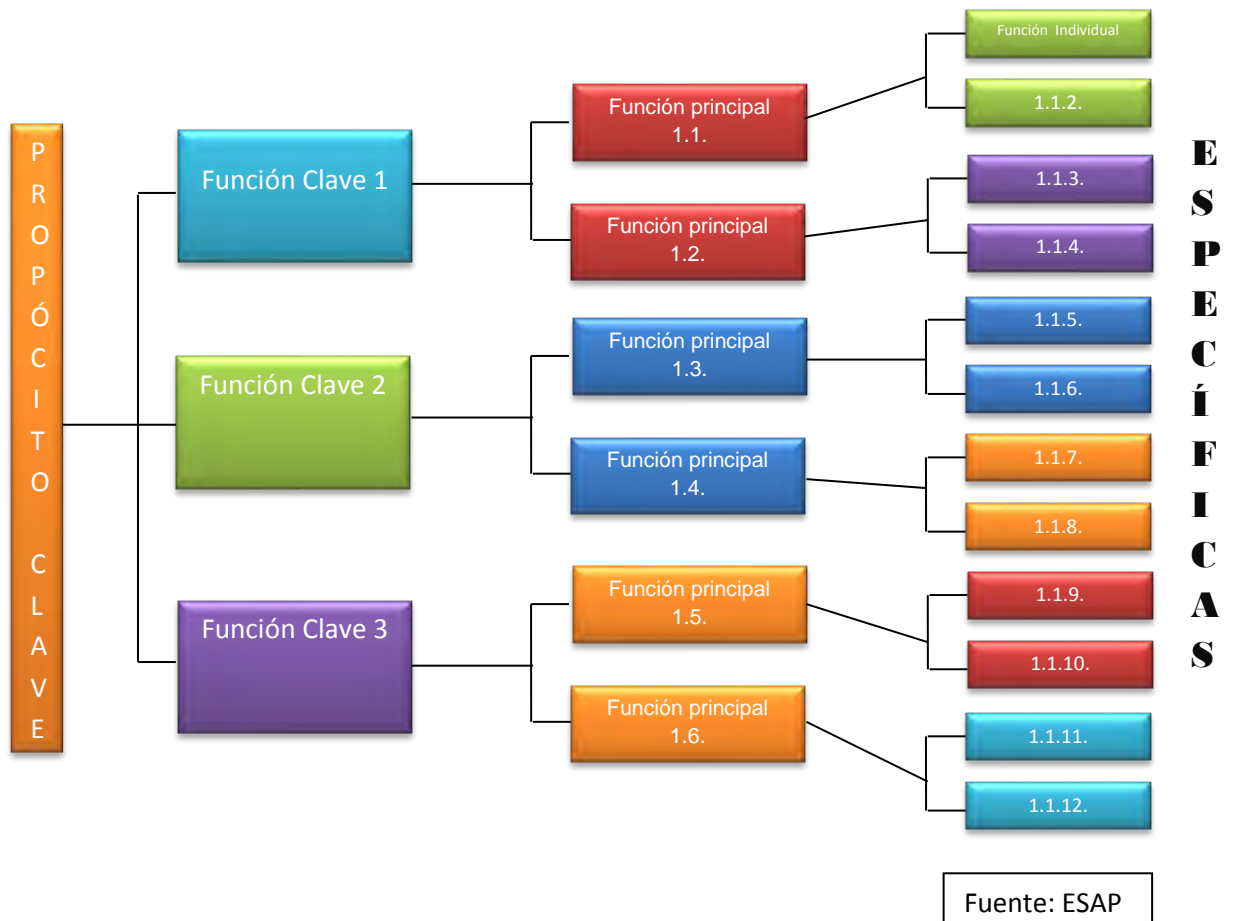 PROPÓCITO CLAVE
Función Clave 1
Función Clave 2
Función Clave 3
Función principal
1.1.
Función principal
1.2.
Función principal
1.3.
Función principal
1.4.
Función principal
1.5.
Función principal
1.6.
Función Individual
1.1.2.
1.1.3.
1.1.4.
1.1.5.
1.1.6.
1.1.7.
1.1.8.
1.1.9.
1.1.10.
1.1.11.
1.1.12.
ESPECÍFICAS
Fuente: ESAP